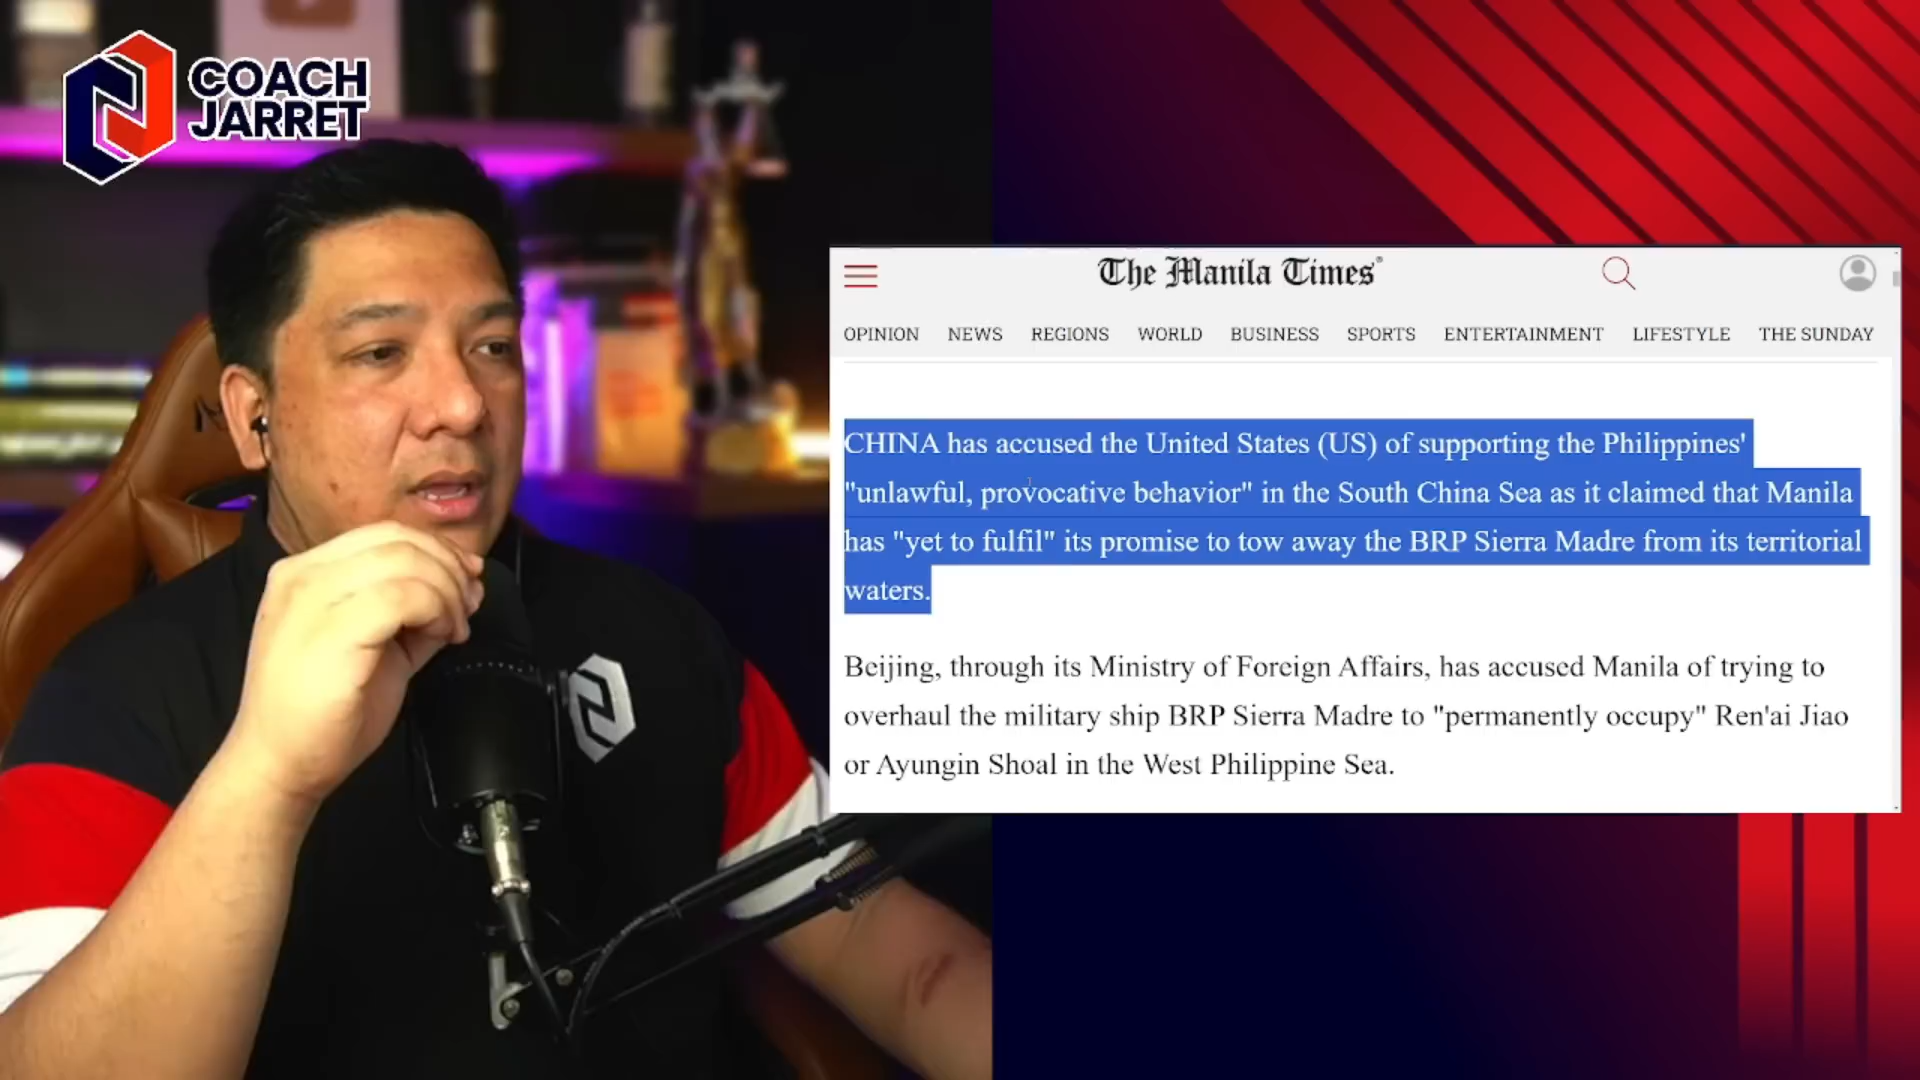 COACH
JARRET
The Manila Times
OPINION NEWS REGIONS WORLD BUSINESS SPORTS ENTERTAINMENT LIFESTYLE THE SUNDAY
CHINA has accused the United States (US) of supporting the Philippines'
"unlawful, provocative behavior" in the South China Sea as it claimed that Manila
has "yet to fulfil" its promise to tow away the BRP Sierra Madre from its territorial
waters.
Beijing, through its Ministry of Foreign Affairs, has accused Manila of trying to
overhaul the military ship BRP Sierra Madre to "permanently occupy" Ren'ai Jiao
or Ayungin Shoal in the West Philippine Sea.